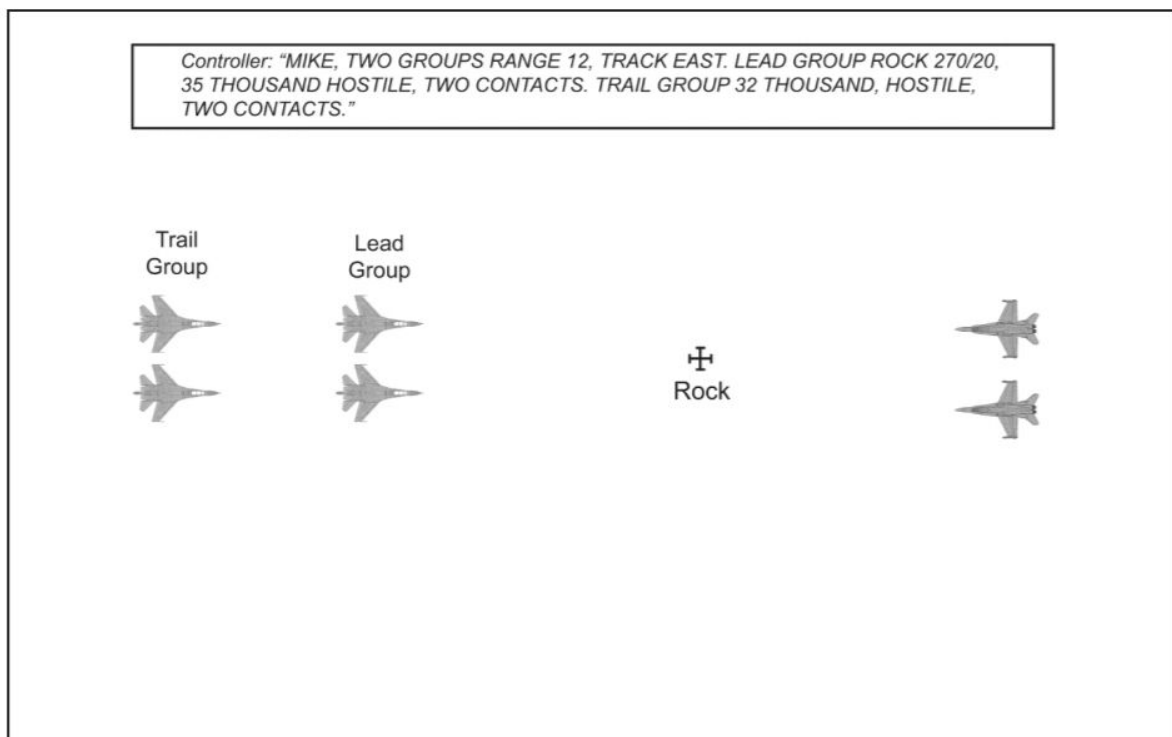 Controller: “MIKE, TWO GROUPS RANGE 12, TRACK EAST. LEAD GROUP ROCK 270/20,
35 THOUSAND HOSTILE, TWO CONTACTS. TRAIL GROUP 32 THOUSAND, HOSTILE,
TWO CONTACTS.”
Trail
Group
Lead
Group
Rock